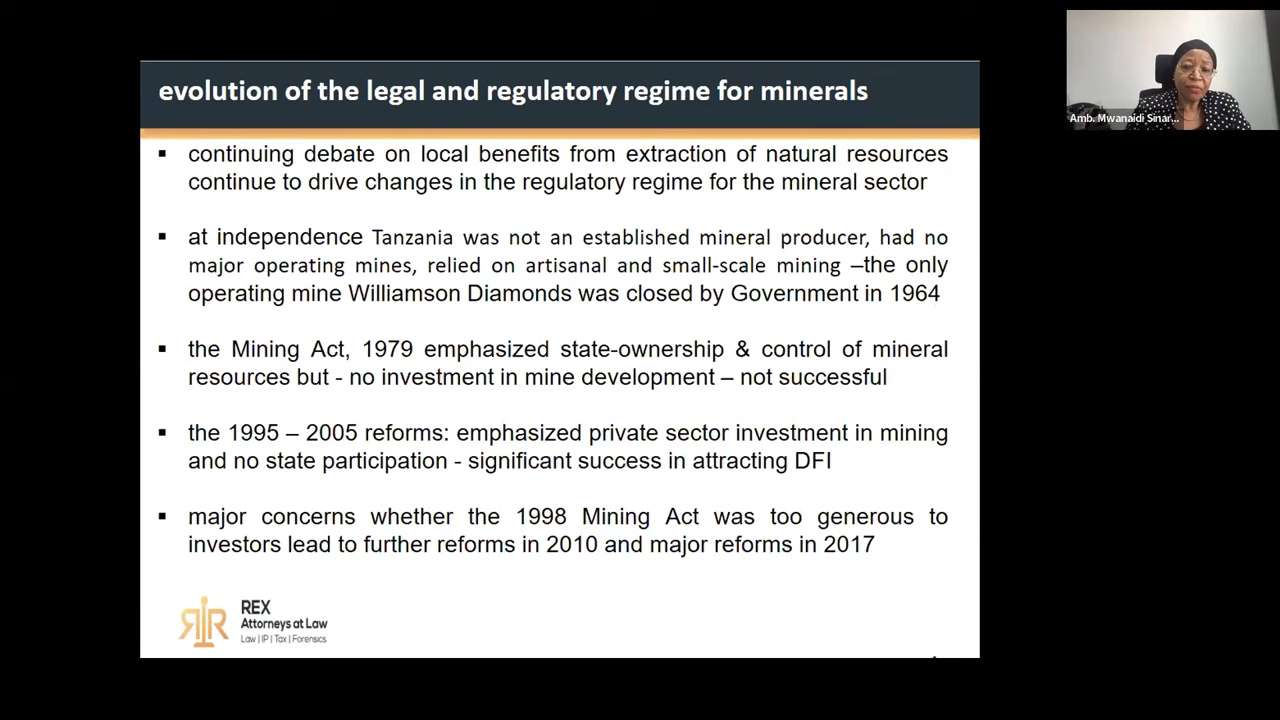 evolution of the legal and regulatory regime for minerals
▪ continuing debate on local benefits from extraction of natural resources
continue to drive changes in the regulatory regime for the mineral sector
▪ at independence Tanzania was not an established mineral producer, had no
major operating mines, relied on artisanal and small-scale mining –the only
operating mine Williamson Diamonds was closed by Government in 1964
▪ the Mining Act, 1979 emphasized state-ownership & control of mineral
resources but - no investment in mine development – not successful
▪ the 1995 – 2005 reforms: emphasized private sector investment in mining
and no state participation - significant success in attracting DFI
▪ major concerns whether the 1998 Mining Act was too generous to
investors lead to further reforms in 2010 and major reforms in 2017
REX
Attorneys at Law
Law | IP | Tax | Forensics
Amb. Mwanaidi Sinar...